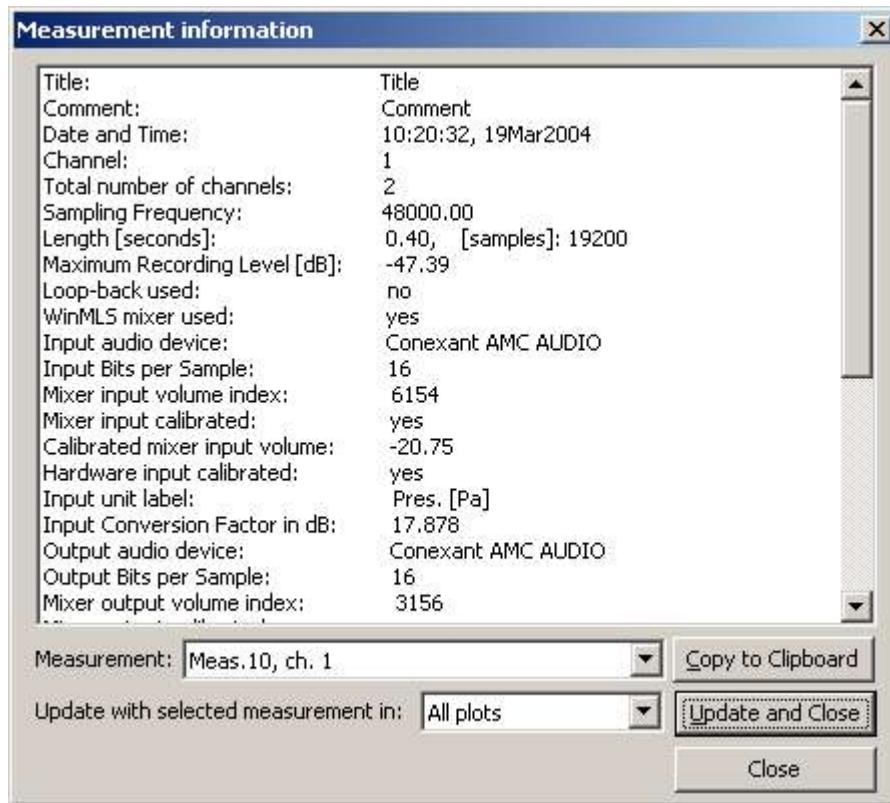 Measurement information
Title: Title
Comment: Comment
Date and Time: 10:20:32, 19Mar2004
Channel: 1
Total number of channels: 2
Sampling Frequency: 48000.00
Length [seconds]: 0.40, [samples]: 19200
Maximum Recording Level [dB]: -47.39
Loop-back used: no
WinMLS mixer used: yes
Input audio device: Conexant AMC AUDIO
Input Bits per Sample: 16
Mixer input volume index: 6154
Mixer input calibrated: yes
Calibrated mixer input volume: -20.75
Hardware input calibrated: yes
Input unit label: Pres. [Pa]
Input Conversion Factor in dB: 17.878
Output audio device: Conexant AMC AUDIO
Output Bits per Sample: 16
Mixer output volume index: 3156
Measurement: Meas.10, ch. 1 Copy to Clipboard
Update with selected measurement in: All plots Update and Close
Close